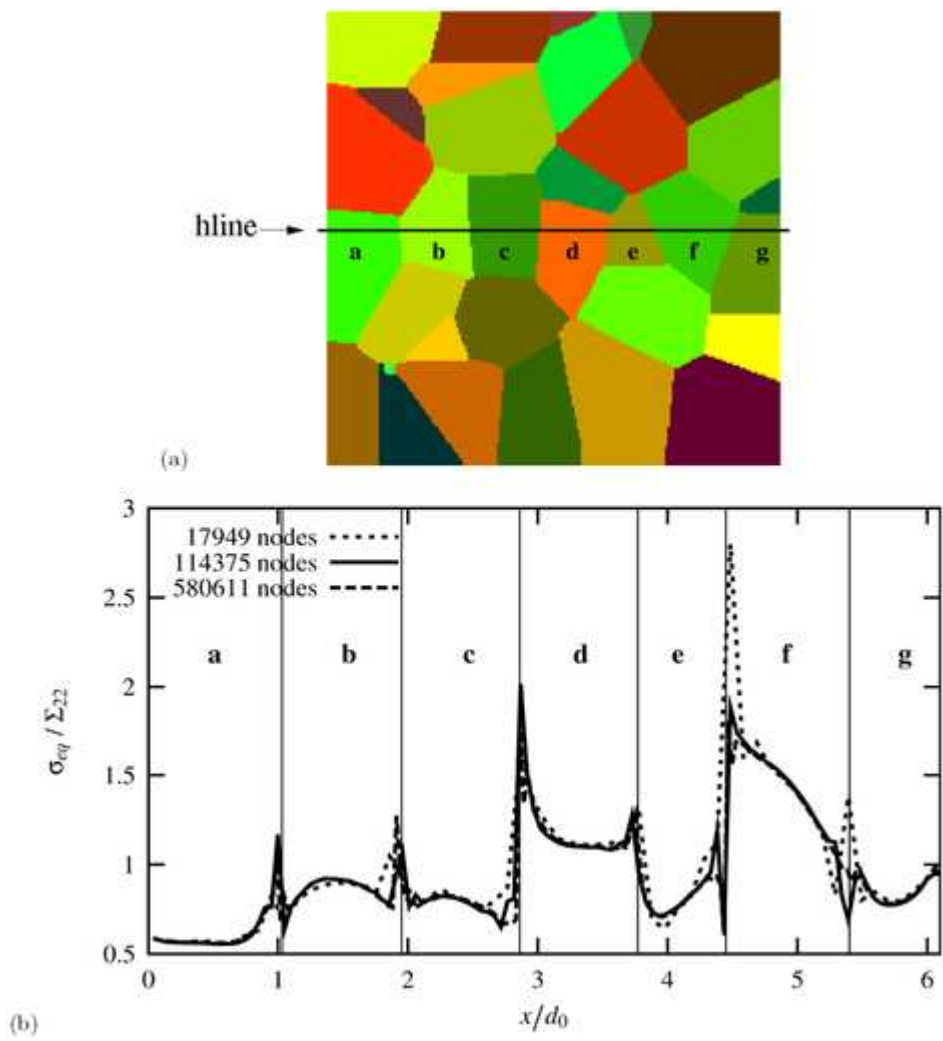 hline
a b c d e f g
(a)
3
17949 nodes
114375 nodes
580611 nodes
2.5
a b c d e f g
2
σeq / Σ22
1.5
1
0.5
0 1 2 3 4 5 6
x/d0
(b)